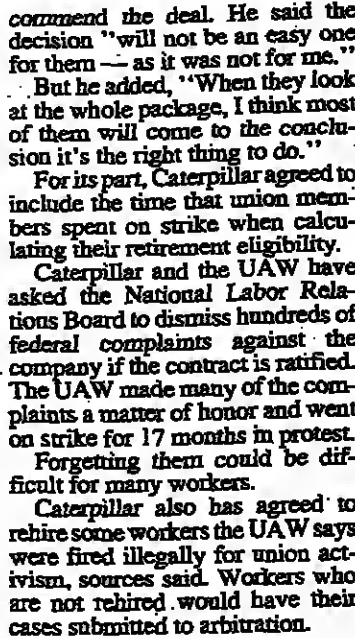 commend the deal. He said the
decision "will not be an easy one
for them — as it was not for me."
But he added, "When they look
at the whole package, I think most
of them will come to the conclu-
sion it's the right thing to do."
For its part, Caterpillar agreed to
include the time that union mem-
bers spent on strike when calcu-
lating their retirement eligibility.
Caterpillar and the UAW have
asked the National Labor Rela-
tions Board to dismiss hundreds of
federal complaints against the
company if the contract is ratified.
The UAW made many of the com-
plaints a matter of honor and went
on strike for 17 months in protest.
Forgetting them could be dif-
ficult for many workers.
Caterpillar also has agreed to
rehire some workers the UAW says
were fired illegally for union act-
ivism, sources said. Workers who
are not rehired would have their
cases submitted to arbitration.